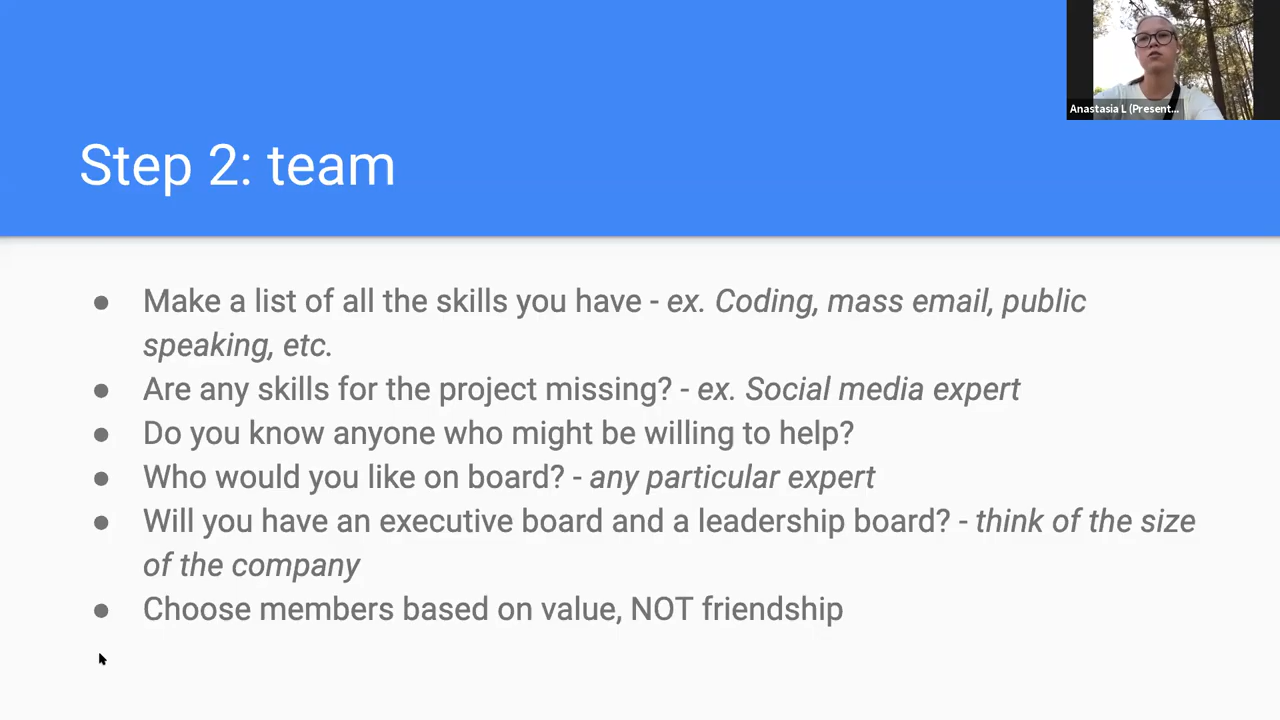 Anastasia L (Present...
Step 2: team
● Make a list of all the skills you have - ex. Coding, mass email, public
speaking, etc.
● Are any skills for the project missing? - ex. Social media expert
● Do you know anyone who might be willing to help?
● Who would you like on board? - any particular expert
● Will you have an executive board and a leadership board? - think of the size
of the company
● Choose members based on value, NOT friendship